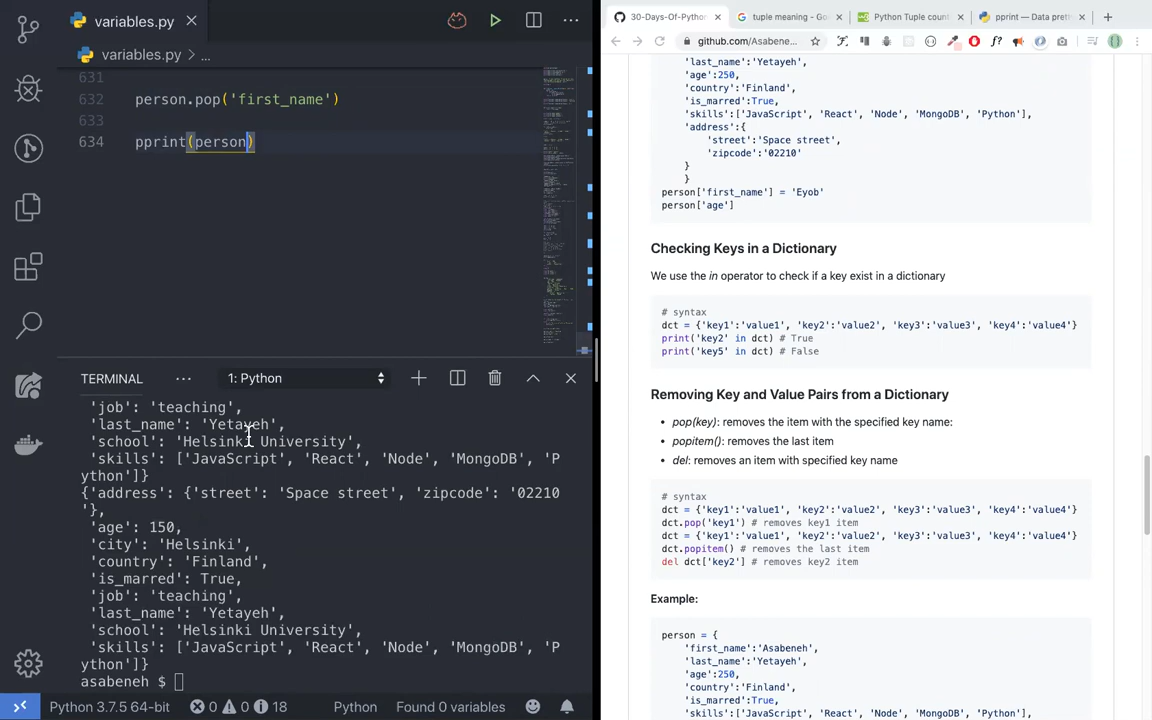 variables.py
variables.py > ...
631
632 person.pop('first_name')
633
634 pprint(person)
TERMINAL ... 1: Python
'job': 'teaching',
'last_name': 'Yetayeh',
'school': 'Helsinki University',
'skills': ['JavaScript', 'React', 'Node', 'MongoDB', 'P
ython']}
{'address': {'street': 'Space street', 'zipcode': '02210
'},
'age': 150,
'city': 'Helsinki',
'country': 'Finland',
'is_marred': True,
'job': 'teaching',
'last_name': 'Yetayeh',
'school': 'Helsinki University',
'skills': ['JavaScript', 'React', 'Node', 'MongoDB', 'P
ython']}
asabeneh $
Python 3.7.5 64-bit 0 0 18 Python Found 0 variables
30-Days-Of-Python tuple meaning - Go Python Tuple count pprint — Data pret
github.com/Asabene...
'last_name':'Yetayeh',
'age':250,
'country':'Finland',
'is_marred':True,
'skills':['JavaScript', 'React', 'Node', 'MongoDB', 'Python'],
'address':{
'street':'Space street',
'zipcode':'02210'
}
}
person['first_name'] = 'Eyob'
person['age']
Checking Keys in a Dictionary
We use the in operator to check if a key exist in a dictionary
# syntax
dct = {'key1':'value1', 'key2':'value2', 'key3':'value3', 'key4':'value4'}
print('key2' in dct) # True
print('key5' in dct) # False
Removing Key and Value Pairs from a Dictionary
• pop(key): removes the item with the specified key name:
• popitem(): removes the last item
• del: removes an item with specified key name
# syntax
dct = {'key1':'value1', 'key2':'value2', 'key3':'value3', 'key4':'value4'}
dct.pop('key1') # removes key1 item
dct = {'key1':'value1', 'key2':'value2', 'key3':'value3', 'key4':'value4'}
dct.popitem() # removes the last item
del dct['key2'] # removes key2 item
Example:
person = {
'first_name':'Asabeneh',
'last_name':'Yetayeh',
'age':250,
'country':'Finland',
'is_marred':True,
'skills':['JavaScript', 'React', 'Node', 'MongoDB', 'Python'],